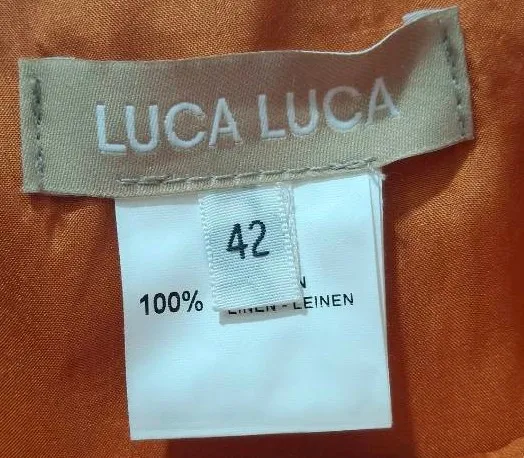 LUCA LUCA
42
100%
LINEN - LEINEN